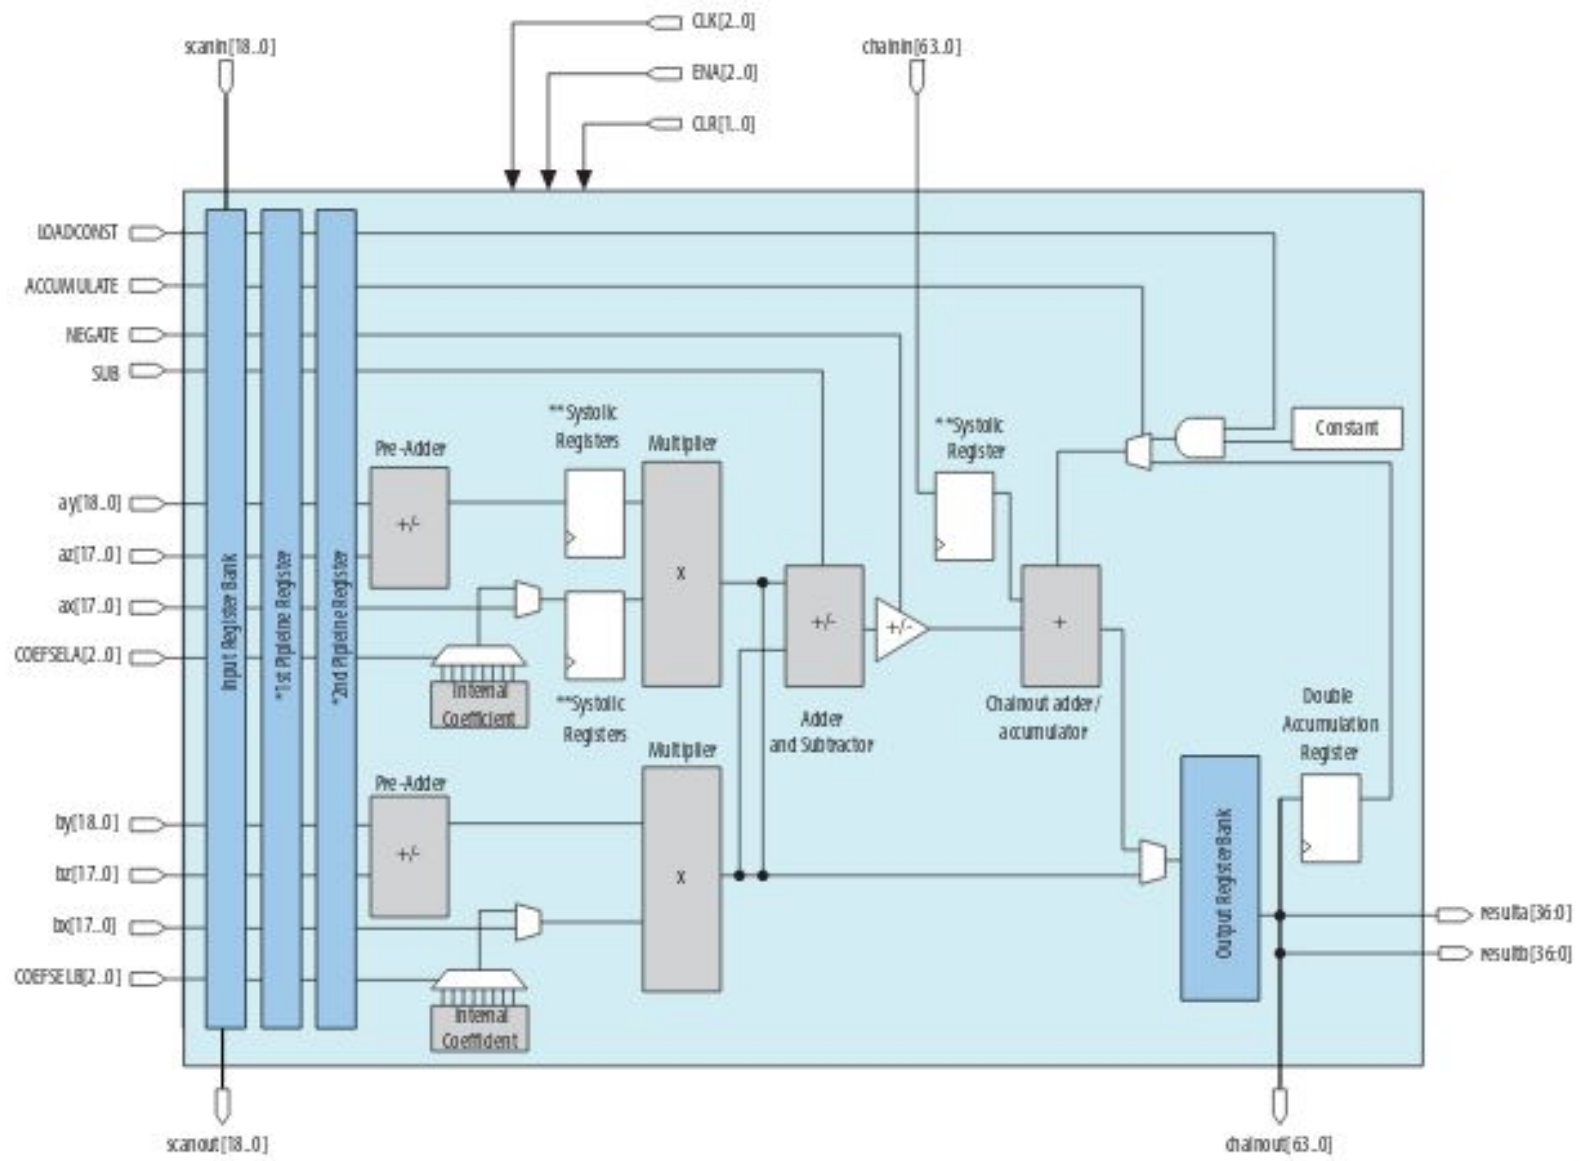 CLK[2..0]
scanin[18..0]
chainin[63..0]
ENA[2..0]
CLR[1..0]
LOADCONST
ACCUMULATE
NEGATE
SUB
**Systolic
Registers
Multiplier
Pre-Adder
**Systolic
Register
Constant
ay[18..0]
+/-
az[17..0]
x
ax[17..0]
+/-
+/-
+
COEFSELA[2..0]
Input Register Bank
*1st Pipeline Register
*2nd Pipeline Register
Internal
Coefficient
**Systolic
Registers
Adder
and Subtractor
Chainout adder/
accumulator
Double
Accumulation
Register
Multiplier
Pre-Adder
by[18..0]
+/-
bz[17..0]
x
bx[17..0]
Output Register Bank
resulta[36:0]
resultb[36:0]
COEFSELB[2..0]
Internal
Coefficient
scanout[18..0]
chainout[63..0]